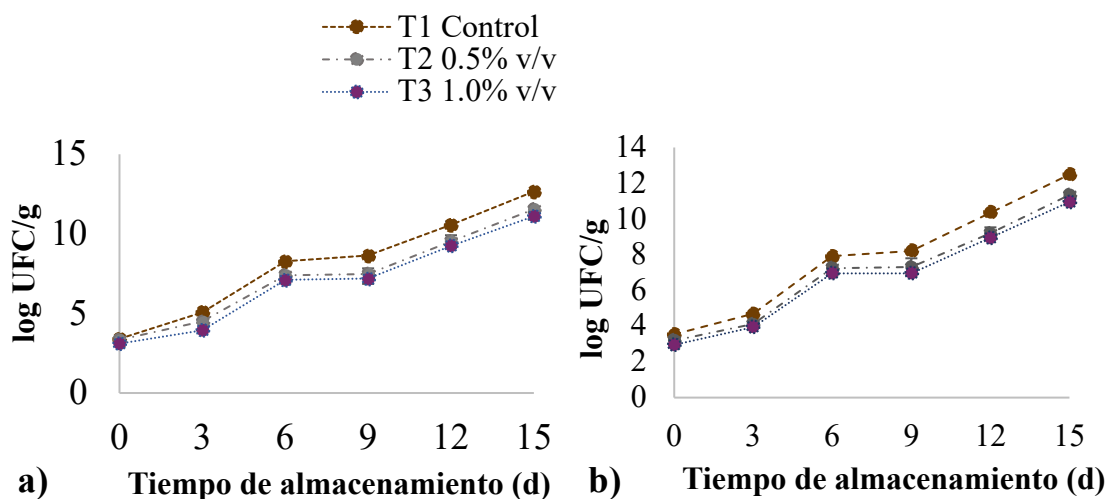 T1 Control
T2 0.5% v/v
T3 1.0% v/v
15
10
5
0
log UFC/g
0 3 6 9 12 15
a) Tiempo de almacenamiento (d)
14
12
10
8
6
4
2
0
log UFC/g
0 3 6 9 12 15
b) Tiempo de almacenamiento (d)